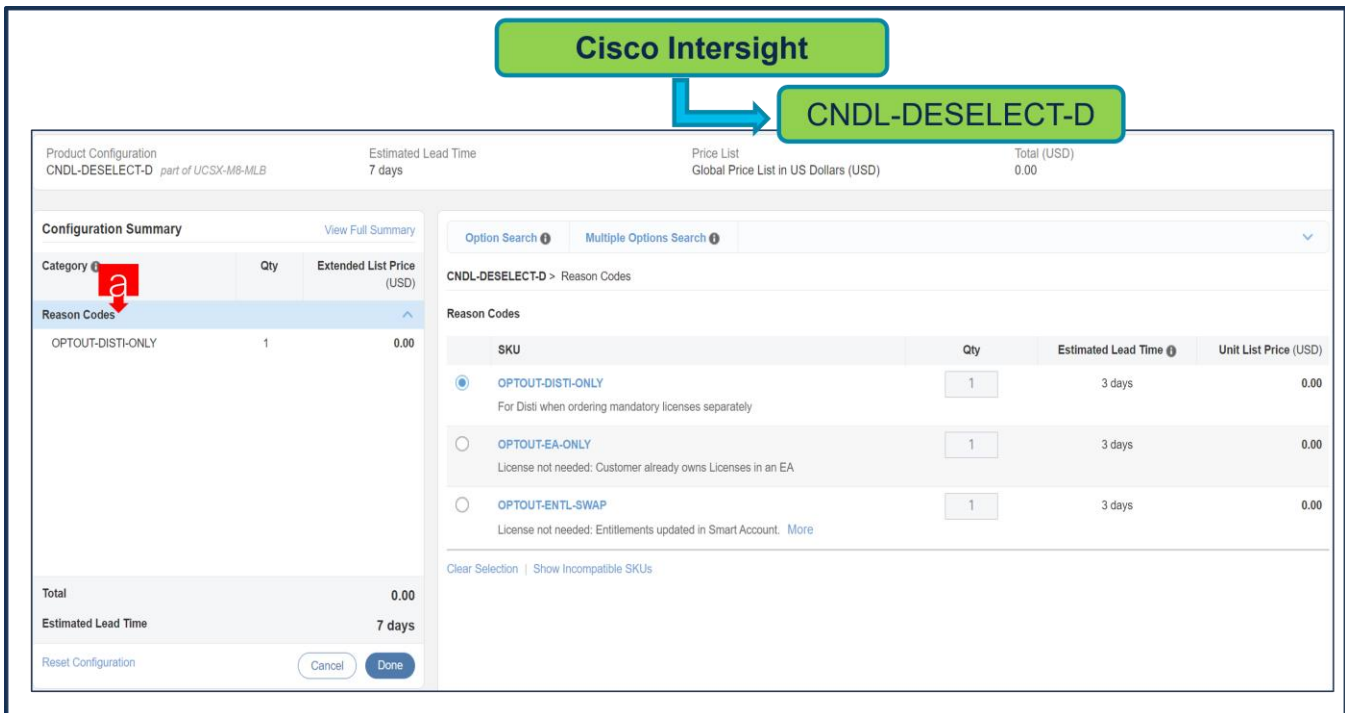 Cisco Intersight
CNDL-DESELECT-D
Product Configuration
CNDL-DESELECT-D part of UCSX-M8-MLB
Estimated Lead Time
7 days
Price List
Global Price List in US Dollars (USD)
Total (USD)
0.00
Configuration Summary View Full Summary
Category Qty Extended List Price
(USD)
a
Reason Codes
OPTOUT-DISTI-ONLY 1 0.00
Total 0.00
Estimated Lead Time 7 days
Reset Configuration Cancel Done
Option Search Multiple Options Search
CNDL-DESELECT-D > Reason Codes
Reason Codes
SKU Qty Estimated Lead Time Unit List Price (USD)
OPTOUT-DISTI-ONLY 1 3 days 0.00
For Disti when ordering mandatory licenses separately
OPTOUT-EA-ONLY 1 3 days 0.00
License not needed: Customer already owns Licenses in an EA
OPTOUT-ENTL-SWAP 1 3 days 0.00
License not needed: Entitlements updated in Smart Account. More
Clear Selection | Show Incompatible SKUs